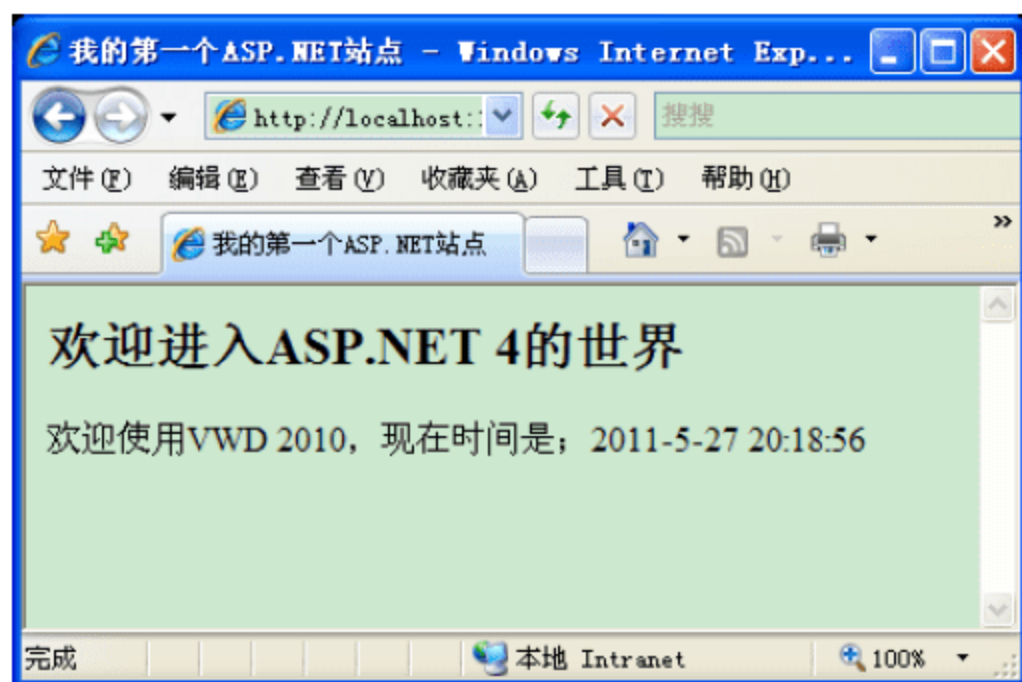 我的第一个ASP.NET站点 - Windows Internet Exp...
http://localhost:
搜搜
文件(F) 编辑(E) 查看(V) 收藏夹(A) 工具(T) 帮助(H)
我的第一个ASP.NET站点
欢迎进入ASP.NET 4的世界
欢迎使用VWD 2010，现在时间是；2011-5-27 20:18:56
完成 本地 Intranet 100%